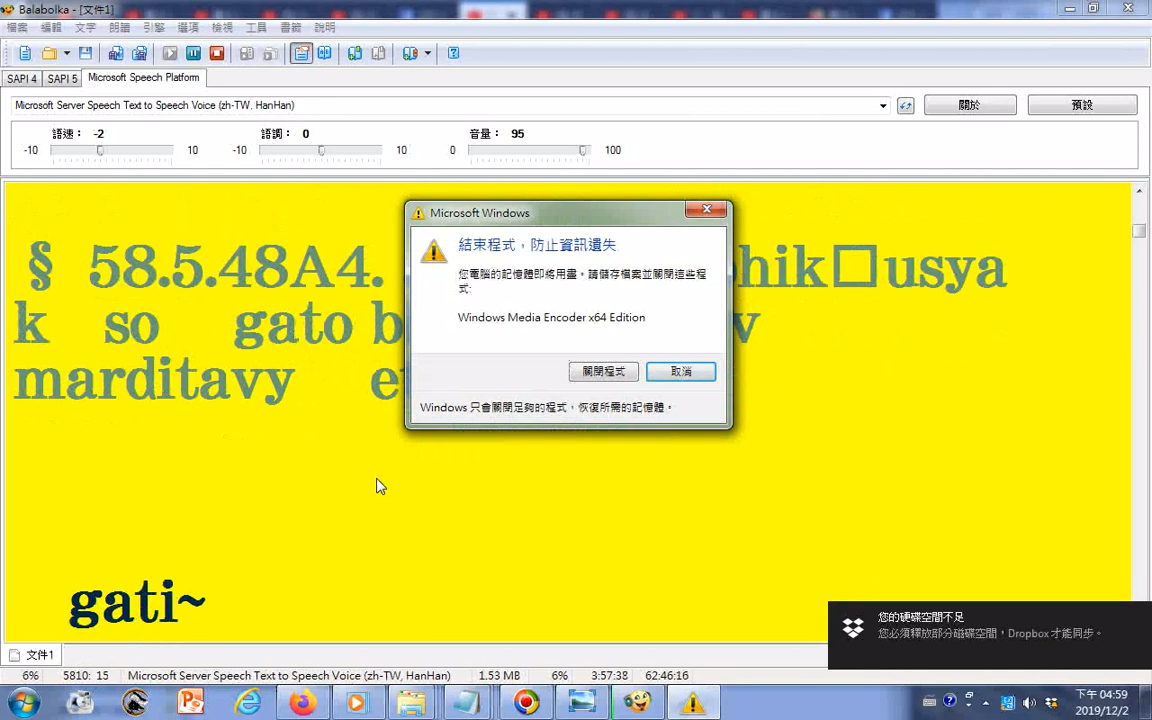 Balabolka - [文件1]
檔案 編輯 文字 朗讀 引擎 選項 檢視 工具 書籤 說明
SAPI 4 SAPI 5 Microsoft Speech Platform
Microsoft Server Speech Text to Speech Voice (zh-TW, HanHan)
關於 預設
語速： -2 語調： 0 音量： 95
-10 10 -10 10 0 100
Microsoft Windows
結束程式，防止資訊遺失
您電腦的記憶體即將用盡。請儲存檔案並關閉這些程
式:
Windows Media Encoder x64 Edition
關閉程式 取消
Windows 只會關閉足夠的程式，恢復所需的記憶體。
§ 58.5.48A4. hik□usya
k so gato b v
marditavy e
gati~
您的硬碟空間不足
您必須釋放部分磁碟空間，Dropbox 才能同步。
文件1
6% 5810: 15 Microsoft Server Speech Text to Speech Voice (zh-TW, HanHan) 1.53 MB 6% 3:57:38 62:46:16
下午 04:59
2019/12/2